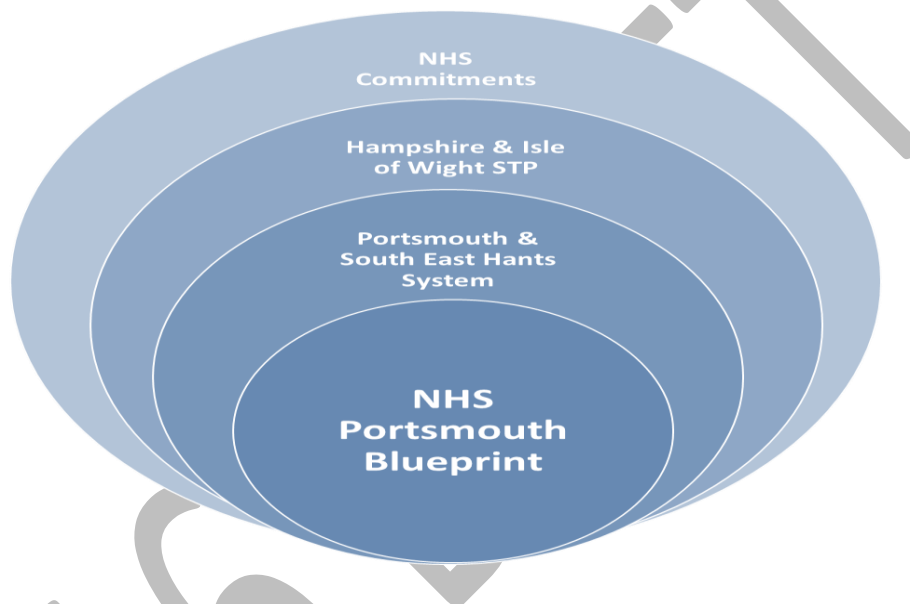 NHS
Commitments
Hampshire & Isle
of Wight STP
Portsmouth &
South East Hants
System
NHS
Portsmouth
Blueprint